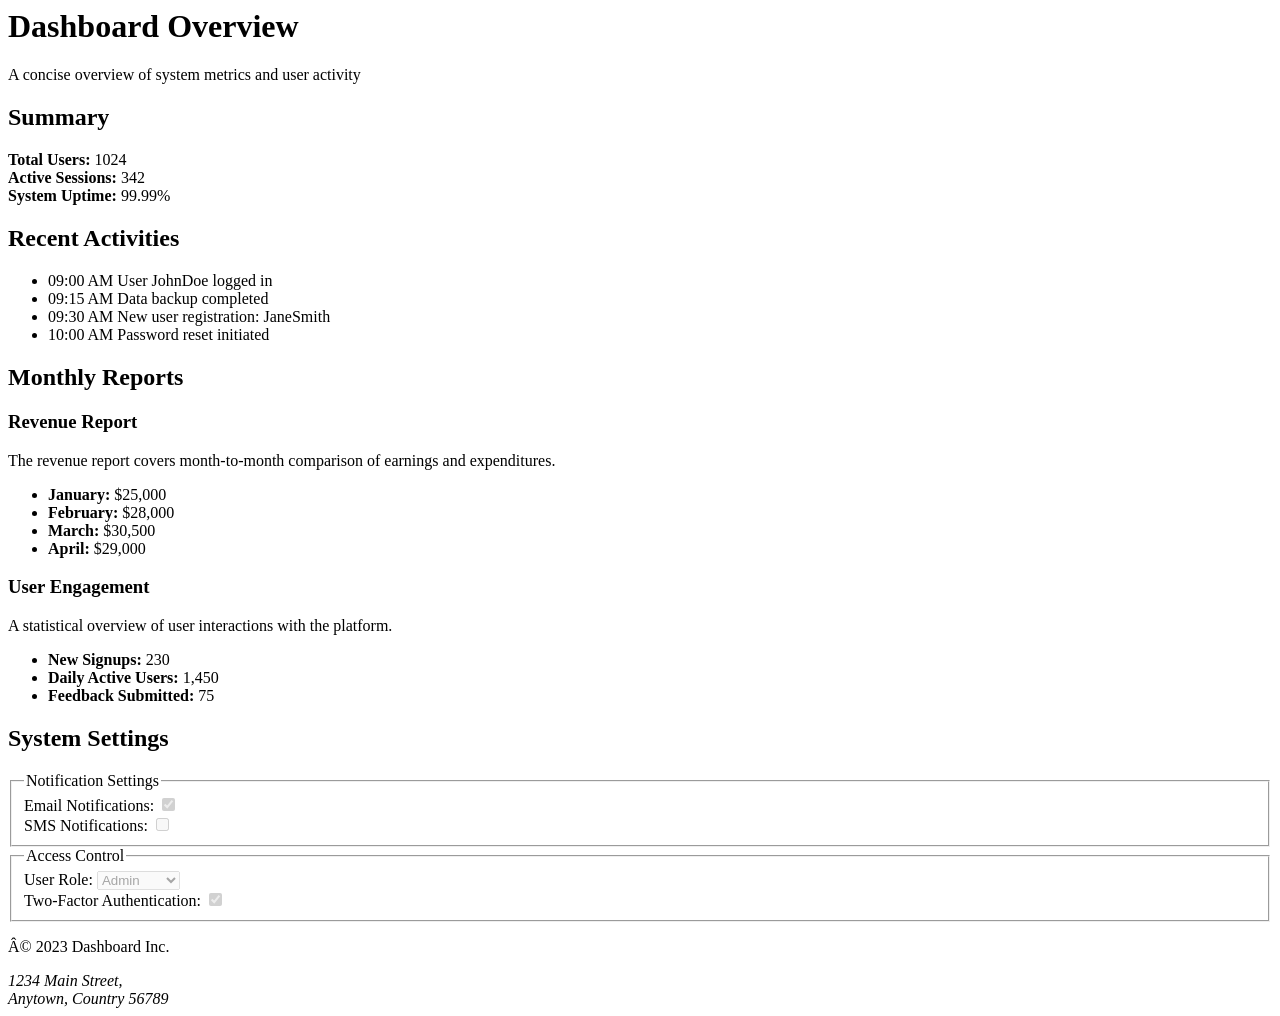 Dashboard Overview
A concise overview of system metrics and user activity
Summary
Total Users: 1024
Active Sessions: 342
System Uptime: 99.99%
Recent Activities
09:00 AM User JohnDoe logged in
09:15 AM Data backup completed
09:30 AM New user registration: JaneSmith
10:00 AM Password reset initiated
Monthly Reports
Revenue Report
The revenue report covers month-to-month comparison of earnings and expenditures.
January: $25,000
February: $28,000
March: $30,500
April: $29,000
User Engagement
A statistical overview of user interactions with the platform.
New Signups: 230
Daily Active Users: 1,450
Feedback Submitted: 75
System Settings
Notification Settings
Email Notifications:
SMS Notifications:
Access Control
User Role: Admin
Two-Factor Authentication:
Â© 2023 Dashboard Inc.
1234 Main Street,
Anytown, Country 56789